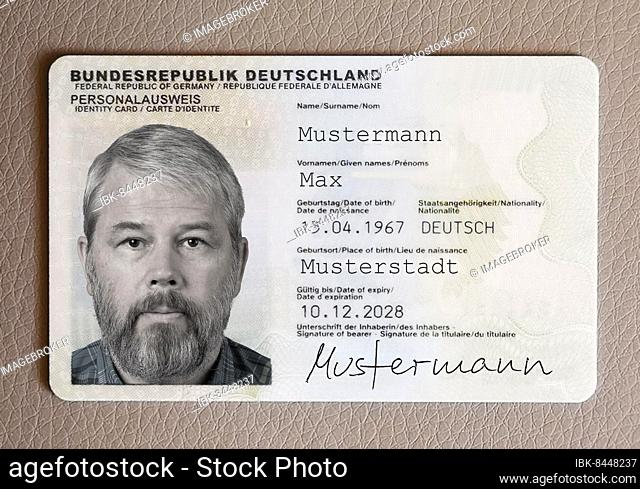 BUNDESREPUBLIK DEUTSCHLAND
FEDERAL REPUBLIC OF GERMANY / REPUBLIQUE FEDERALE D'ALLEMAGNE
PERSONALAUSWEIS
IDENTITY CARD / CARTE D'IDENTITE
Name/Surname/Nom
Mustermann
Vornamen/Given names/Prénoms
Max
Geburtstag/Date of birth/
Date de naissance
Staatsangehörigkeit/Nationality/
Nationalité
15.04.1967 DEUTSCH
Geburtsort/Place of birth/Lieu de naissance
Musterstadt
Gültig bis/Date of expiry/
Date d expiration
10.12.2028
Unterschrift der Inhaberin/des Inhabers -
Signature of bearer - Signature de la titulaire/du titulaire
Mustermann
IMAGEBROKER
IMAGEBROKER
IMAGEBROKER
IMAGEBROKER
IMAGEBROKER
IMAGEBROKER
IMAGEBROKER
agefotostock - Stock Photo
www.agefotostock.com
IBK-8448237